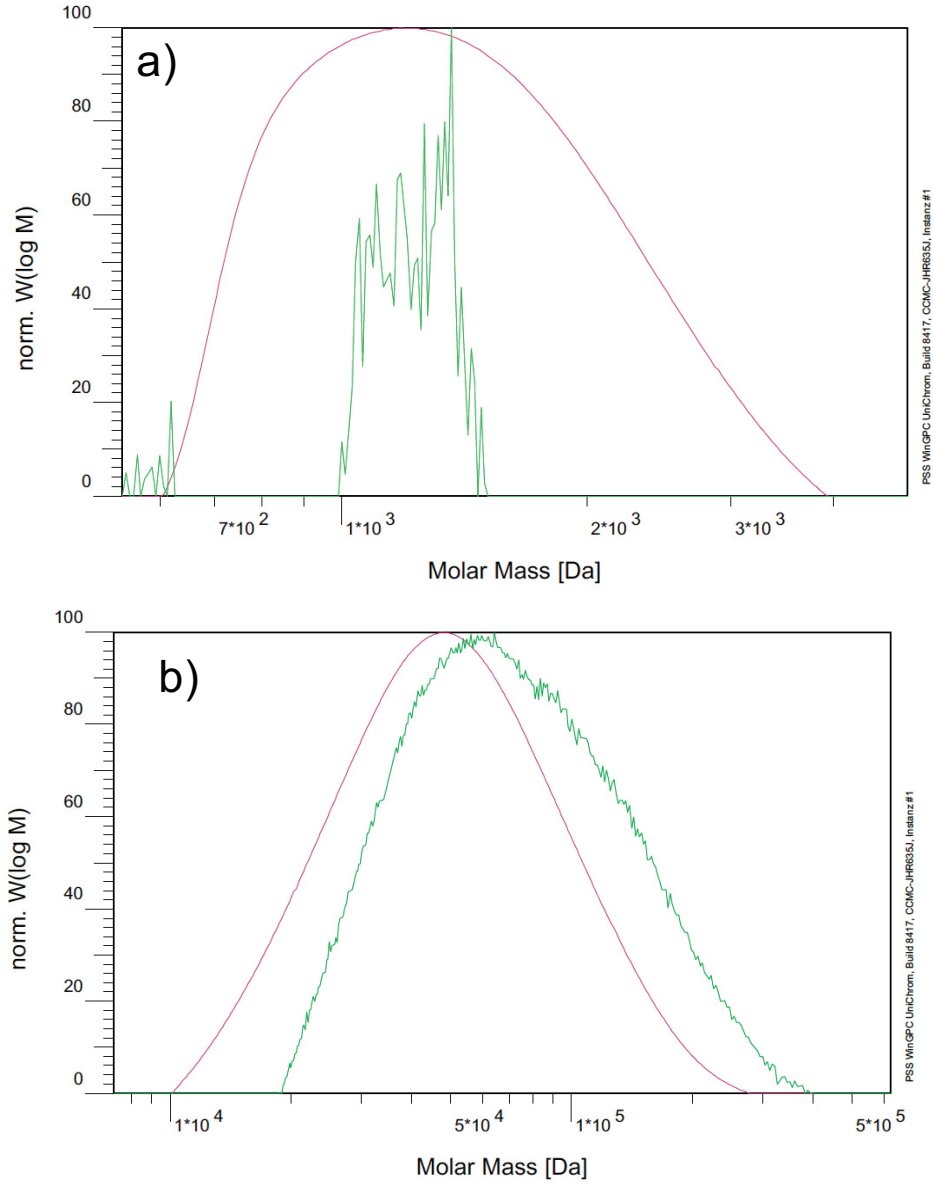 a)
100
80
60
40
20
0
norm. W(log M)
7*10 2
1*10 3
2*10 3
3*10 3
Molar Mass [Da]
PSS WinGPC UniChrom, Build 8417, CCMC-JHR635J, Instanz #1
b)
100
80
60
40
20
0
norm. W(log M)
1*10 4
5*10 4
1*10 5
5*10 5
Molar Mass [Da]
PSS WinGPC UniChrom, Build 8417, CCMC-JHR635J, Instanz #1